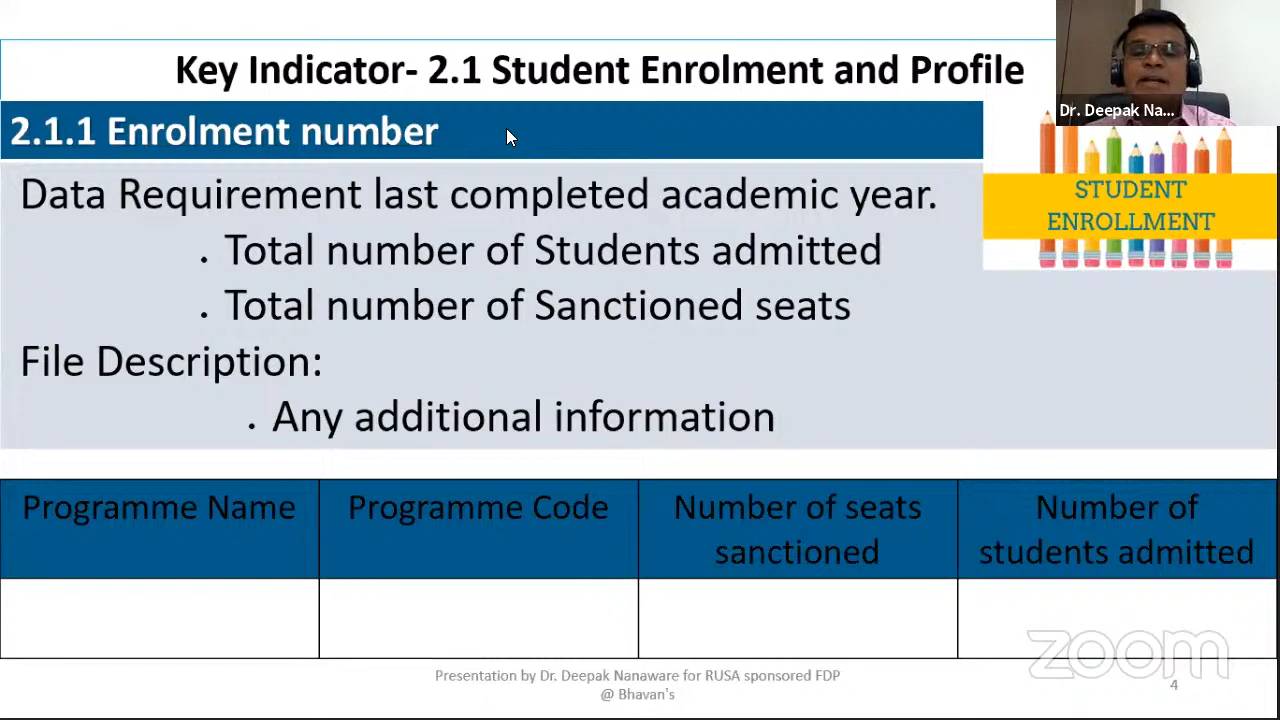 Key Indicator- 2.1 Student Enrolment and Profile
Dr. Deepak Na...
2.1.1 Enrolment number
STUDENT
ENROLLMENT
Data Requirement last completed academic year.
• Total number of Students admitted
• Total number of Sanctioned seats
File Description:
• Any additional information
Programme Name
Programme Code
Number of seats
sanctioned
Number of
students admitted
zoom
Presentation by Dr. Deepak Nanaware for RUSA sponsored FDP
@ Bhavan's
4